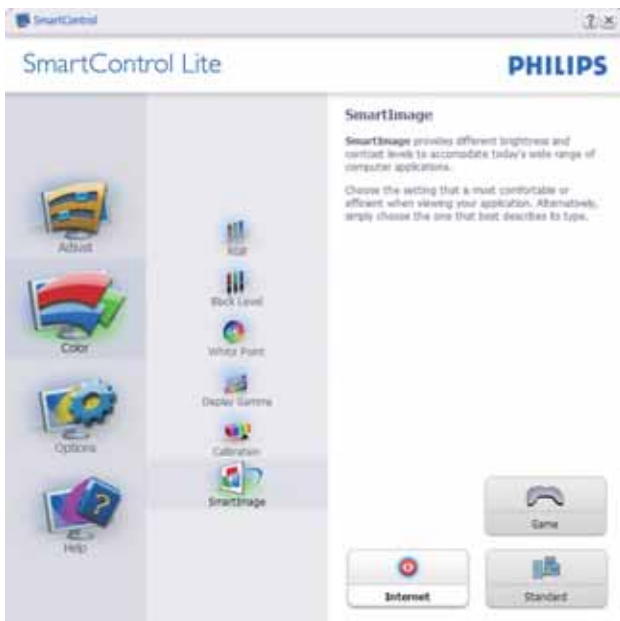 SmartControl
? ×
SmartControl Lite
PHILIPS
Adjust
Color
Options
Help
RGB
Black Level
White Point
Display Gamma
Calibration
SmartImage
SmartImage
SmartImage provides different brightness and
contrast levels to accomodate today's wide range of
computer applications.
Choose the setting that is most comfortable or
efficient when viewing your application. Alternatively,
simply choose the one that best describes its type.
Game
Internet
Standard